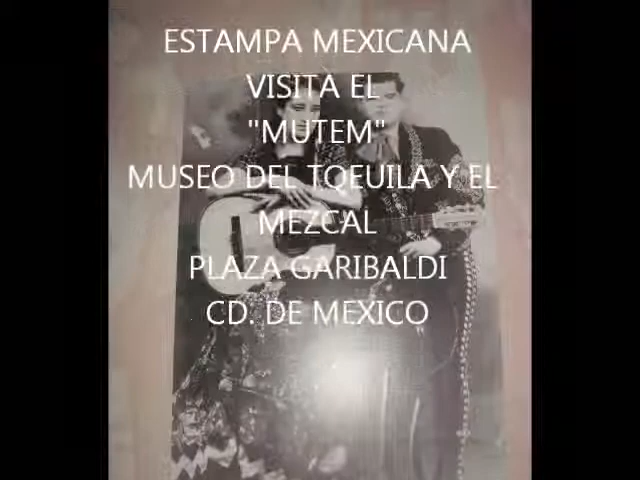 ESTAMPA MEXICANA
VISITA EL
"MUTEM"
MUSEO DEL TQEUILA Y EL
MEZCAL
PLAZA GARIBALDI
CD. DE MEXICO